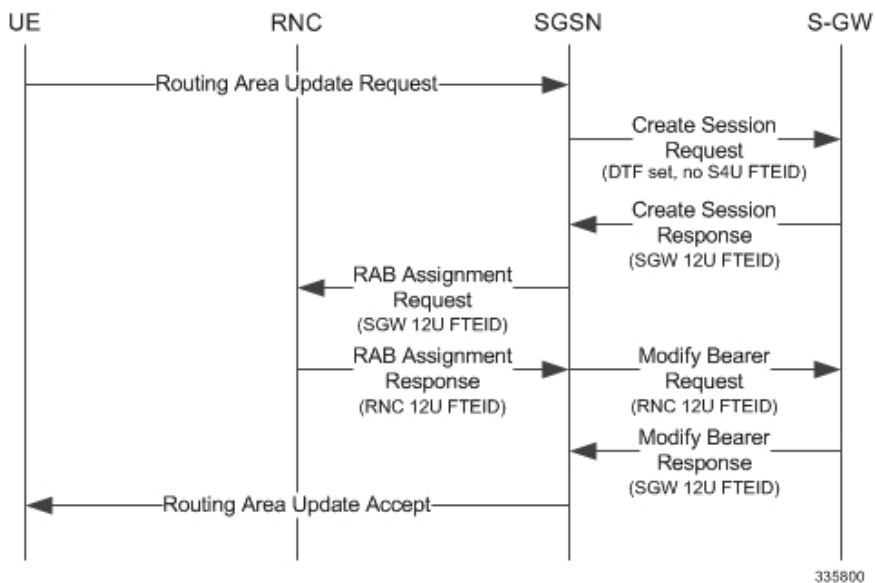 UE RNC SGSN S-GW
Routing Area Update Request
Create Session
Request
(DTF set, no S4U FTEID)
Create Session
Response
(SGW 12U FTEID)
RAB Assignment
Request
(SGW 12U FTEID)
RAB Assignment
Response
(RNC 12U FTEID)
Modify Bearer
Request
(RNC 12U FTEID)
Modify Bearer
Response
(SGW 12U FTEID)
Routing Area Update Accept
335800